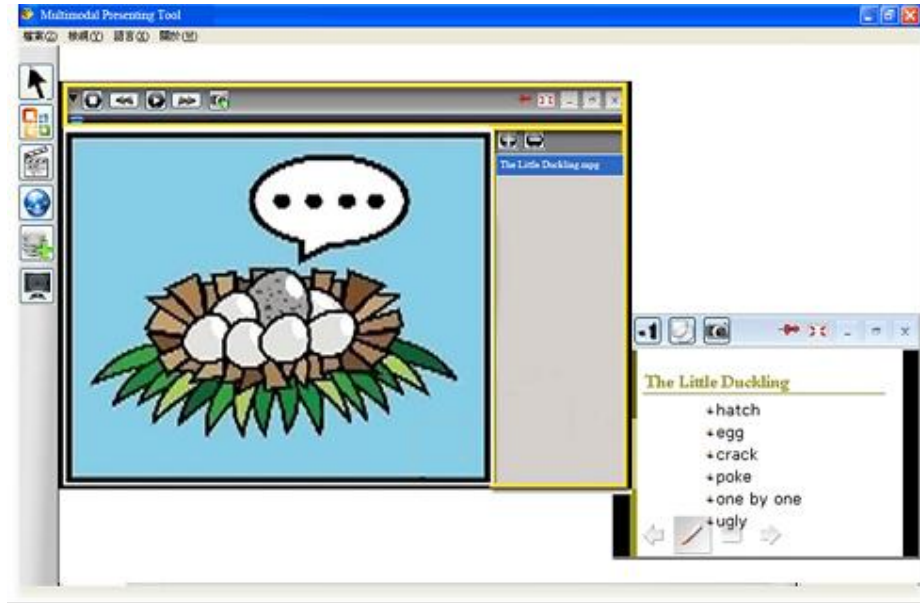 Multimodal Presenting Tool
檔案(Z) 檢視(Y) 語言(X) 關於(W)
The Little Duckling.mpg
The Little Duckling
+hatch
+egg
+crack
+poke
+one by one
+ugly